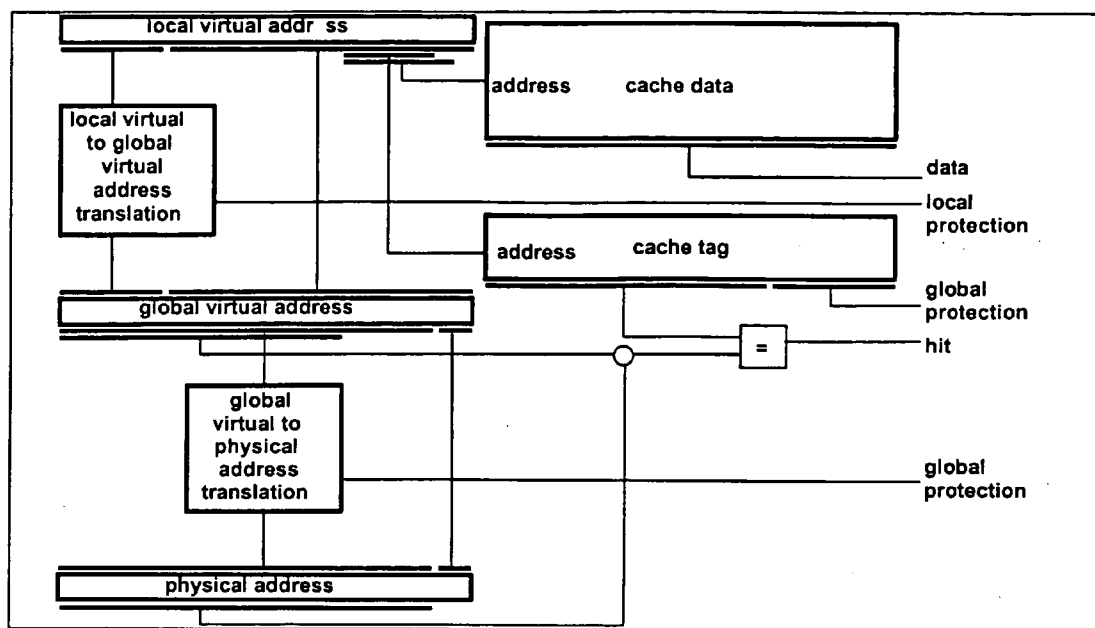 local virtual addr ss
address cache data
local virtual
to global
virtual
address
translation
data
local
protection
address cache tag
global virtual address
global
protection
hit
=
global
virtual to
physical
address
translation
global
protection
physical address